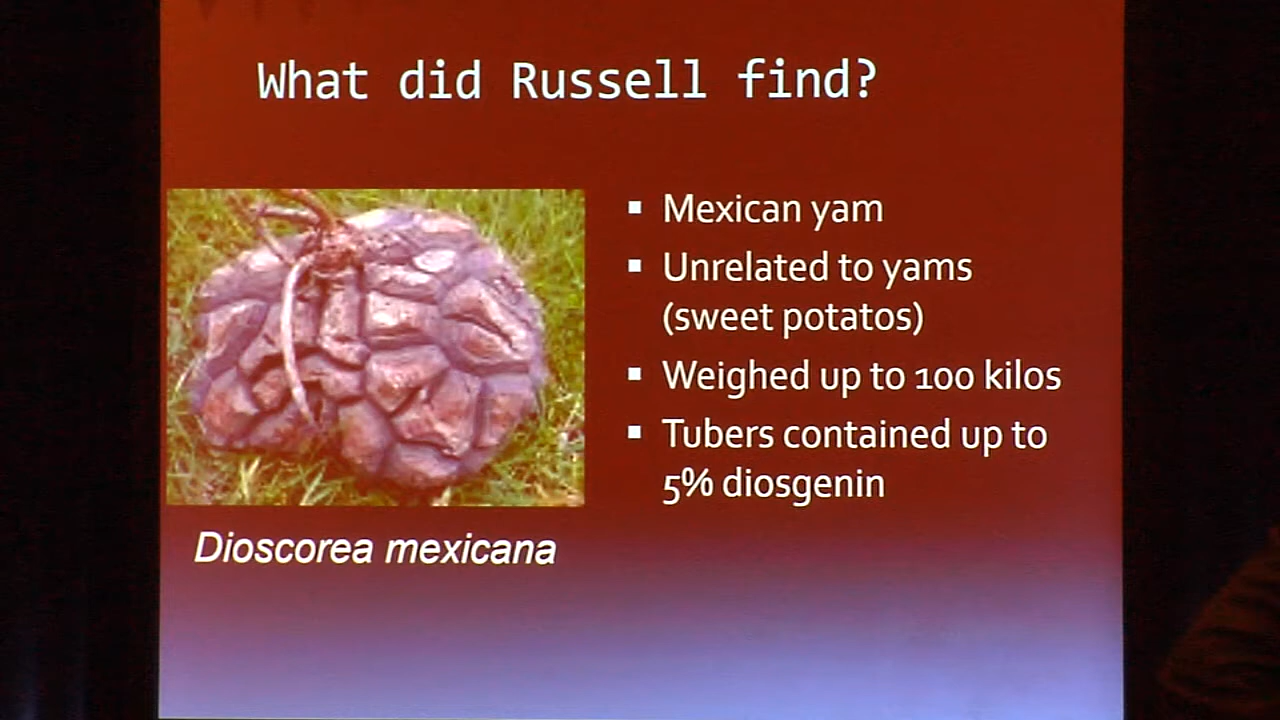 What did Russell find?
▪ Mexican yam
▪ Unrelated to yams
(sweet potatos)
▪ Weighed up to 100 kilos
▪ Tubers contained up to
5% diosgenin
Dioscorea mexicana